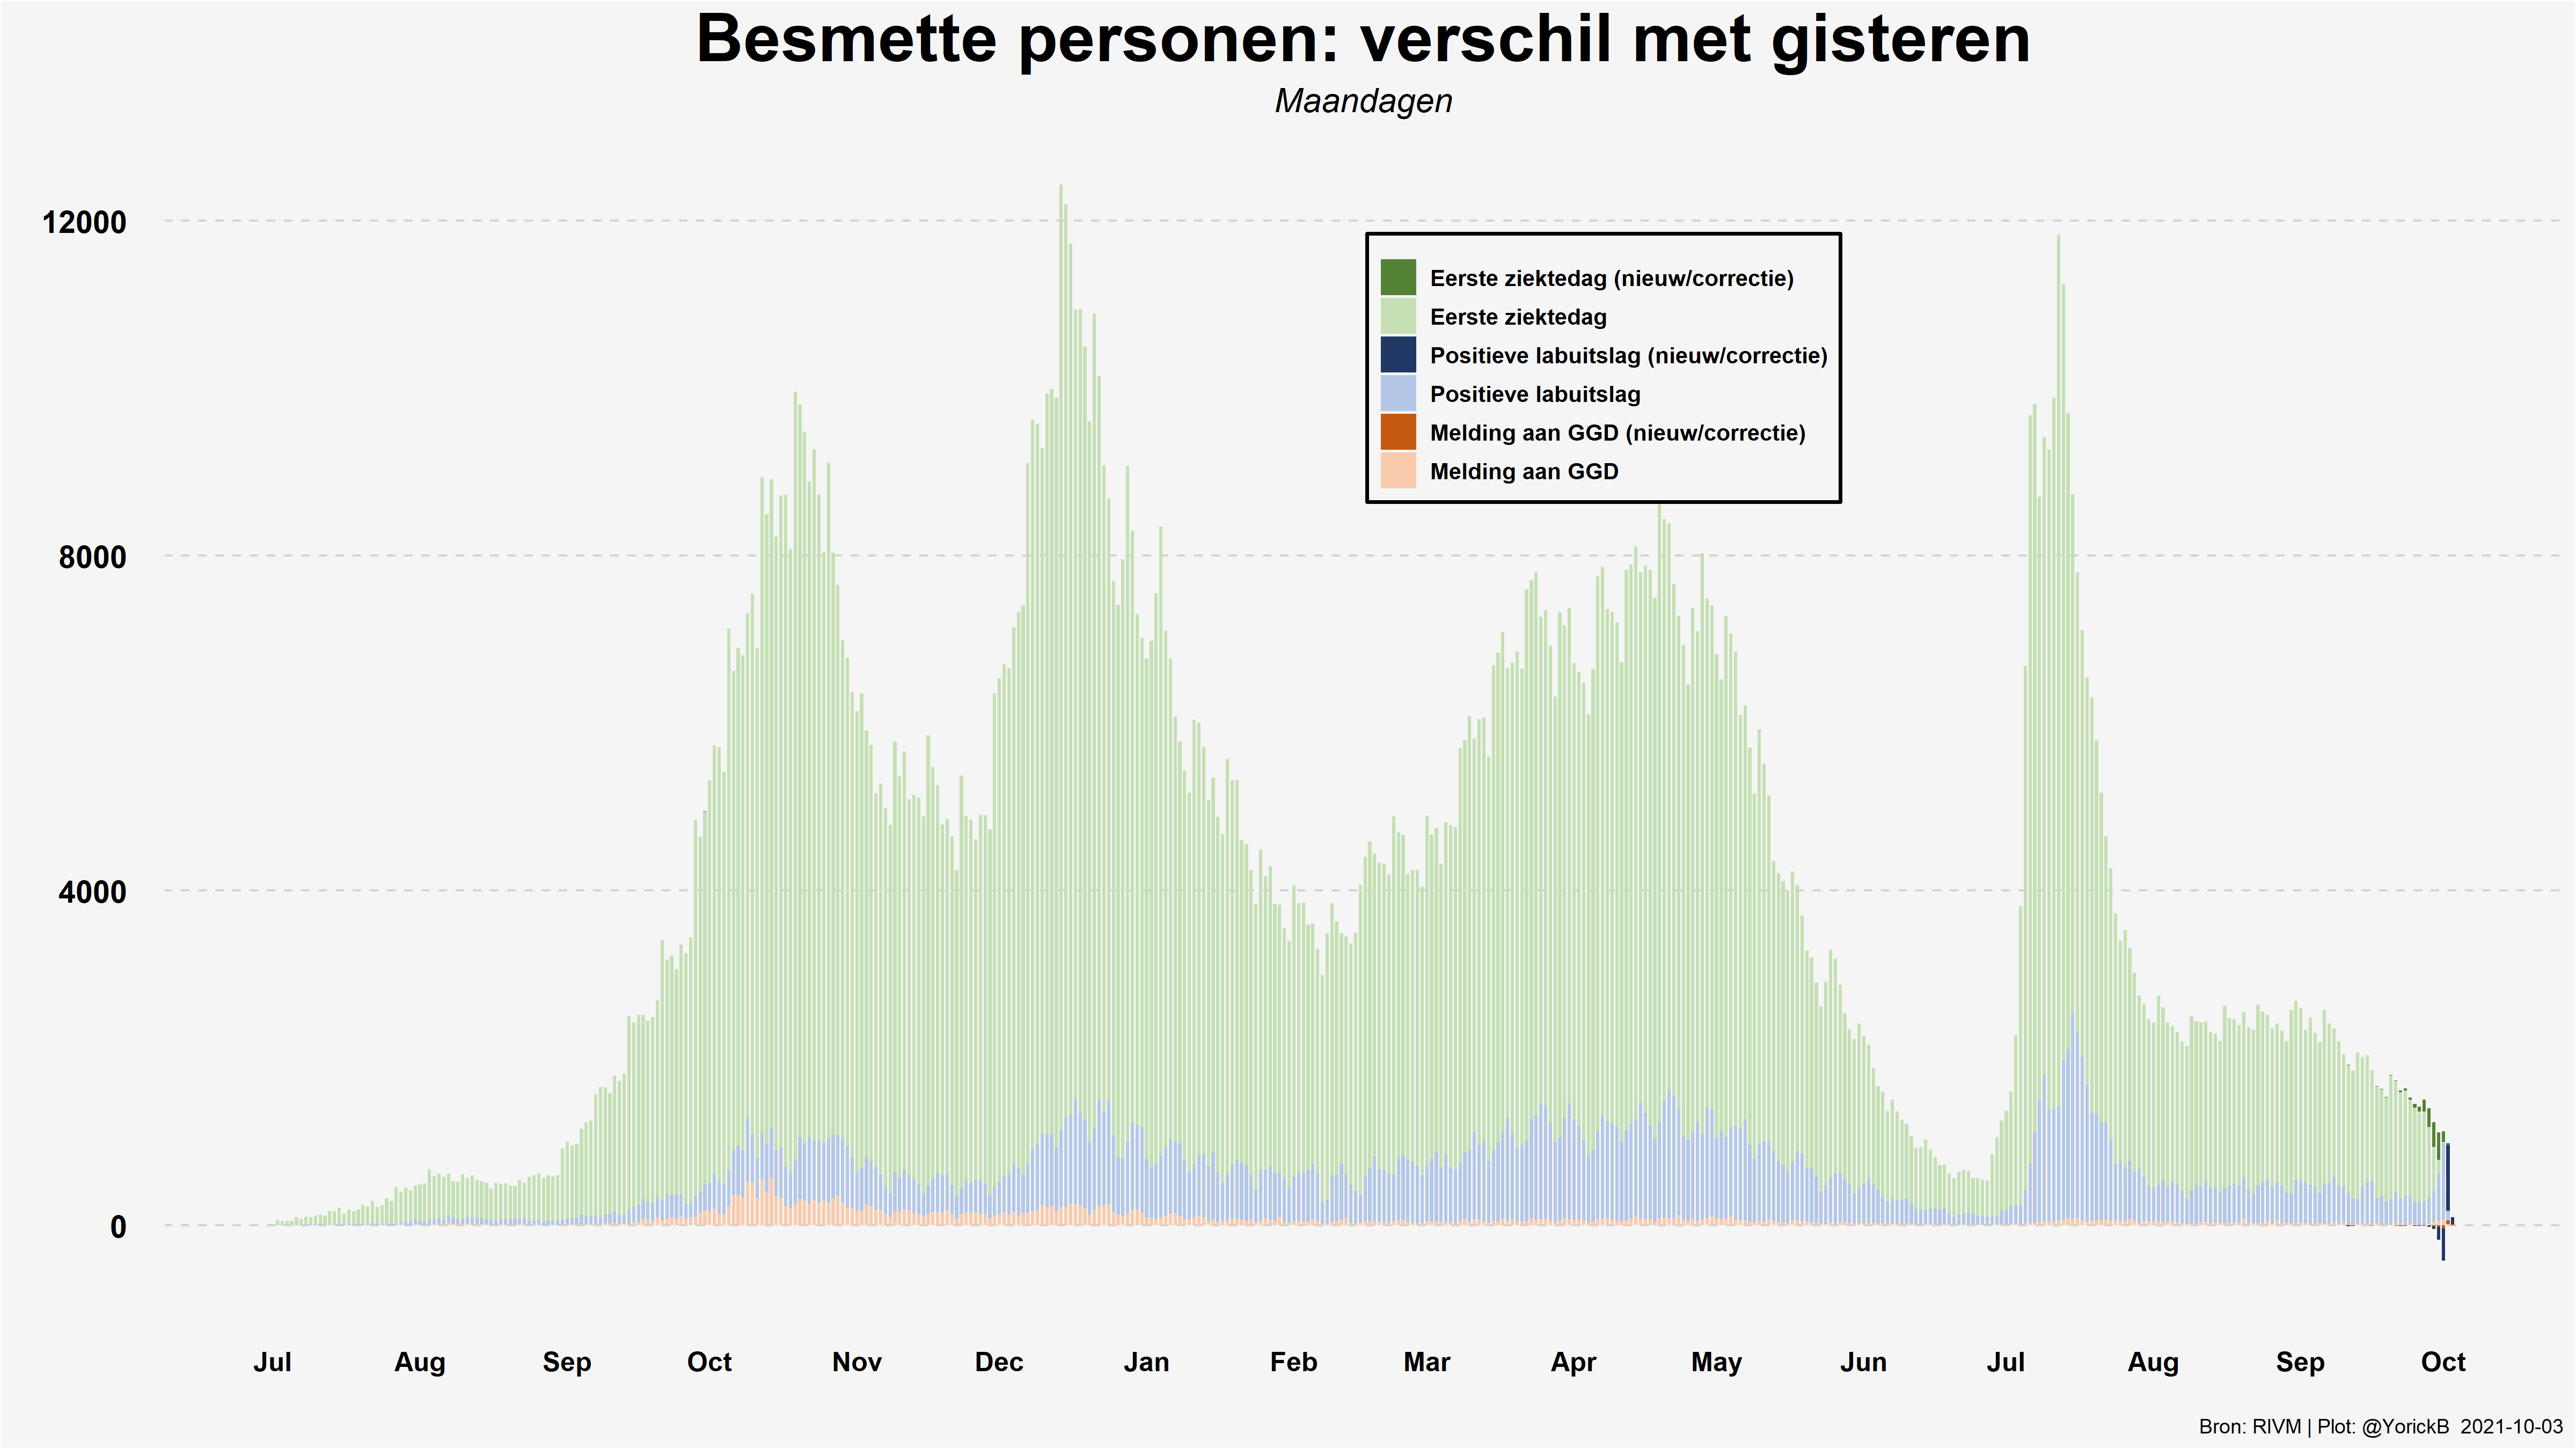 Besmette personen: verschil met gisteren
Maandagen
12000
8000
4000
0
Eerste ziektedag (nieuw/correctie)
Eerste ziektedag
Positieve labuitslag (nieuw/correctie)
Positieve labuitslag
Melding aan GGD (nieuw/correctie)
Melding aan GGD
Jul Aug Sep Oct Nov Dec Jan Feb Mar Apr May Jun Jul Aug Sep Oct
Bron: RIVM | Plot: @YorickB 2021-10-03